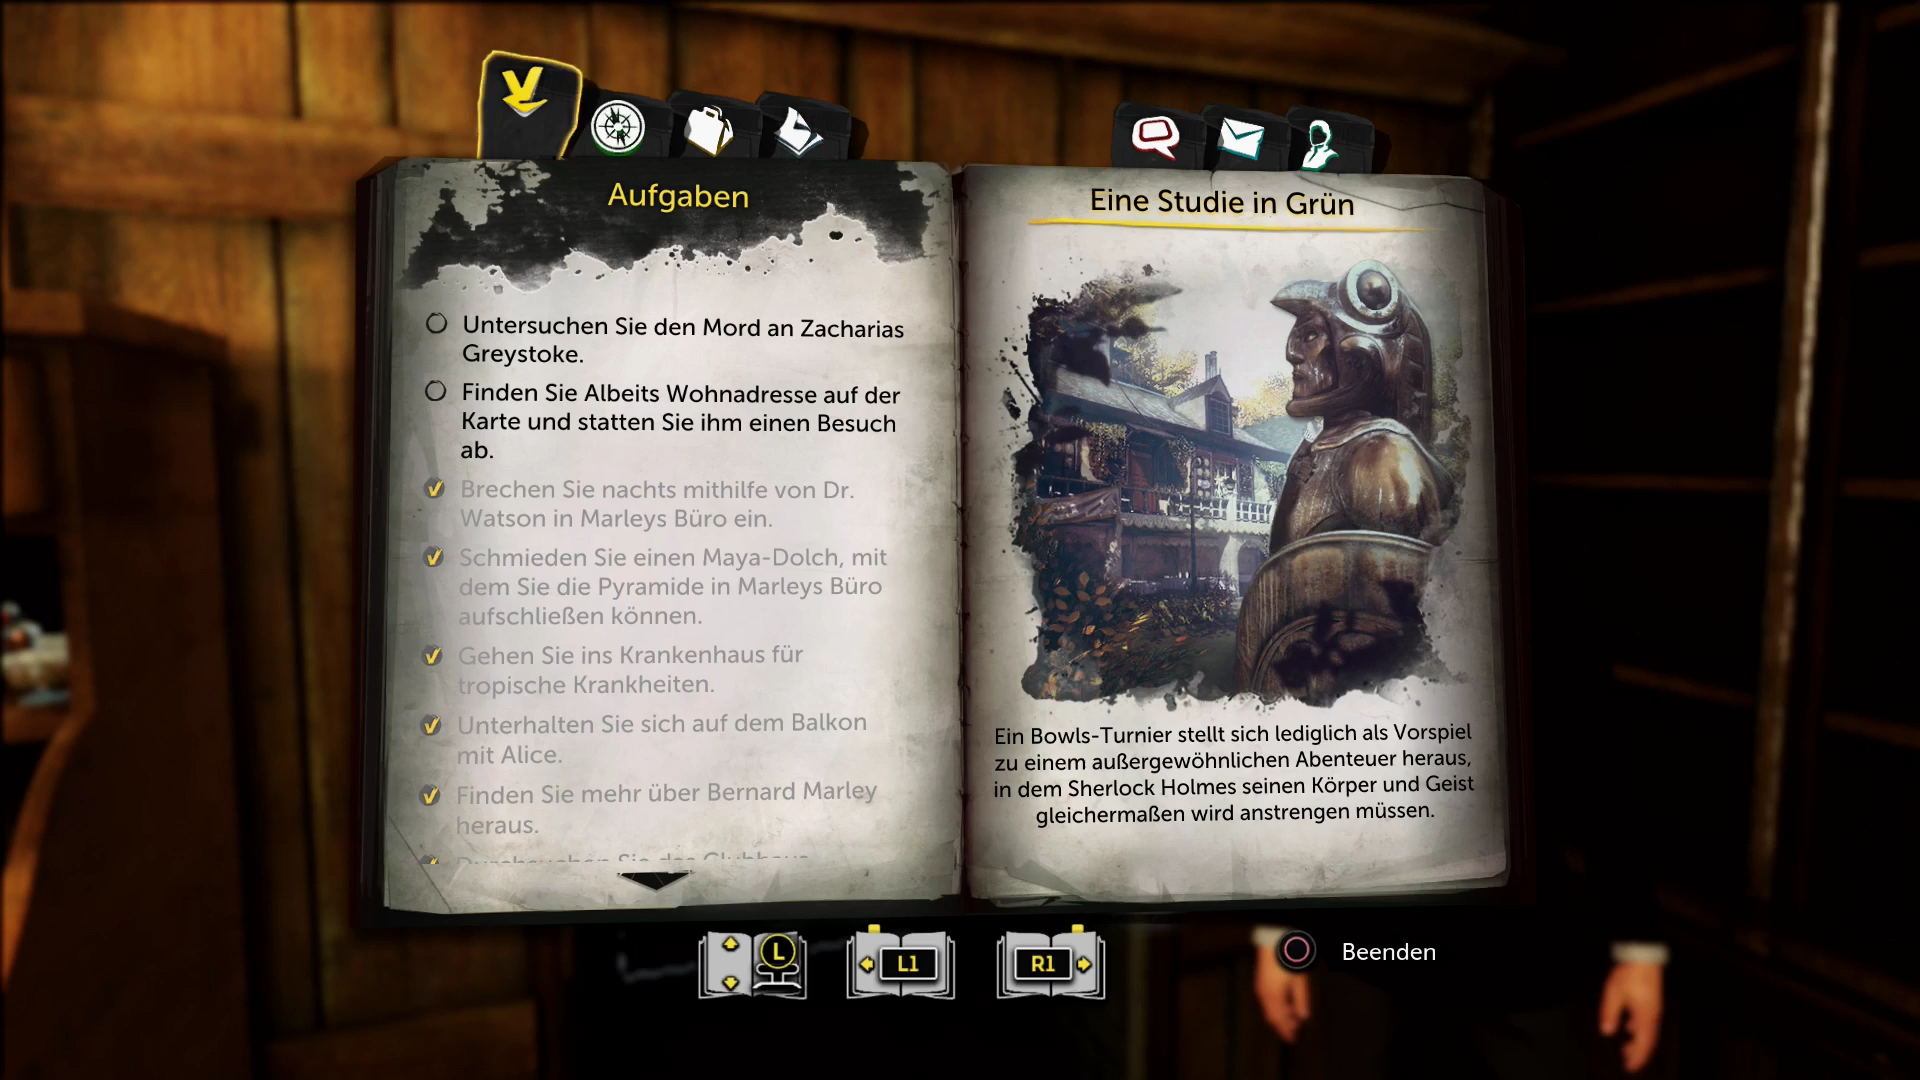 Aufgaben
Untersuchen Sie den Mord an Zacharias
Greystoke.
Finden Sie Albeits Wohnadresse auf der
Karte und statten Sie ihm einen Besuch
ab.
Brechen Sie nachts mithilfe von Dr.
Watson in Marleys Büro ein.
Schmieden Sie einen Maya-Dolch, mit
dem Sie die Pyramide in Marleys Büro
aufschließen können.
Gehen Sie ins Krankenhaus für
tropische Krankheiten.
Unterhalten Sie sich auf dem Balkon
mit Alice.
Finden Sie mehr über Bernard Marley
heraus.
Eine Studie in Grün
Ein Bowls-Turnier stellt sich lediglich als Vorspiel
zu einem außergewöhnlichen Abenteuer heraus,
in dem Sherlock Holmes seinen Körper und Geist
gleichermaßen wird anstrengen müssen.
L
L1
R1
Beenden